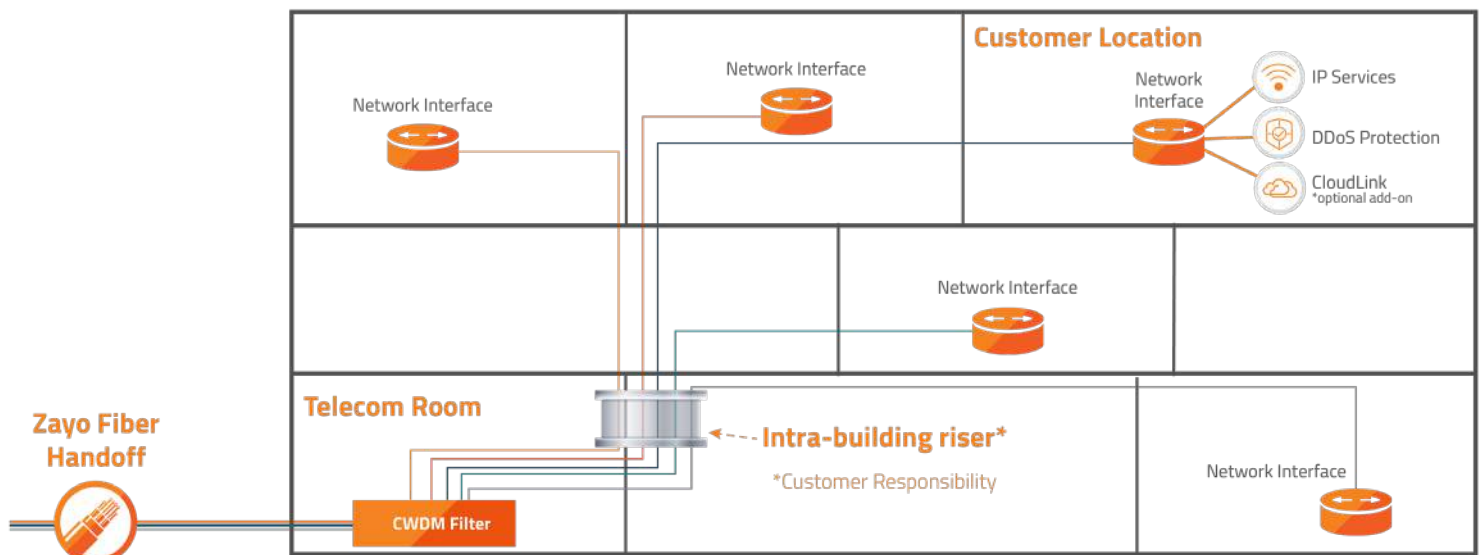 Customer Location
Network Interface
Network
Interface
IP Services
Network Interface
DDoS Protection
CloudLink
*optional add-on
Network Interface
Telecom Room
Zayo Fiber
Handoff
Intra-building riser*
*Customer Responsibility
Network Interface
CWDM Filter